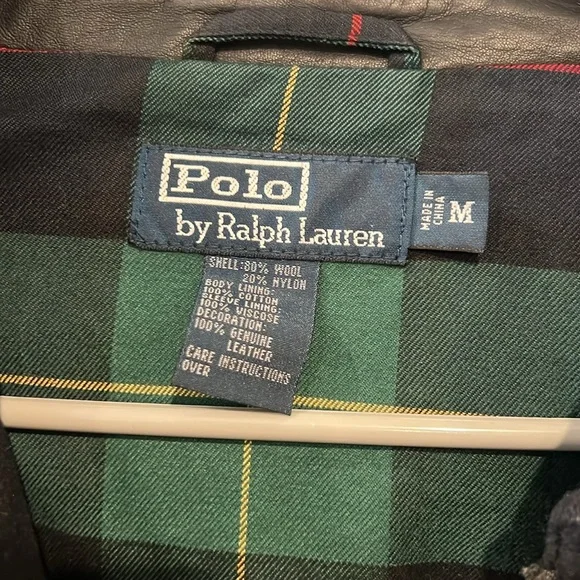 Polo
by Ralph Lauren
MADE IN
CHINA
M
SHELL: 80% WOOL
20% NYLON
BODY LINING:
100% COTTON
SLEEVE LINING:
100% VISCOSE
DECORATION:
100% GENUINE
LEATHER
CARE INSTRUCTIONS
OVER